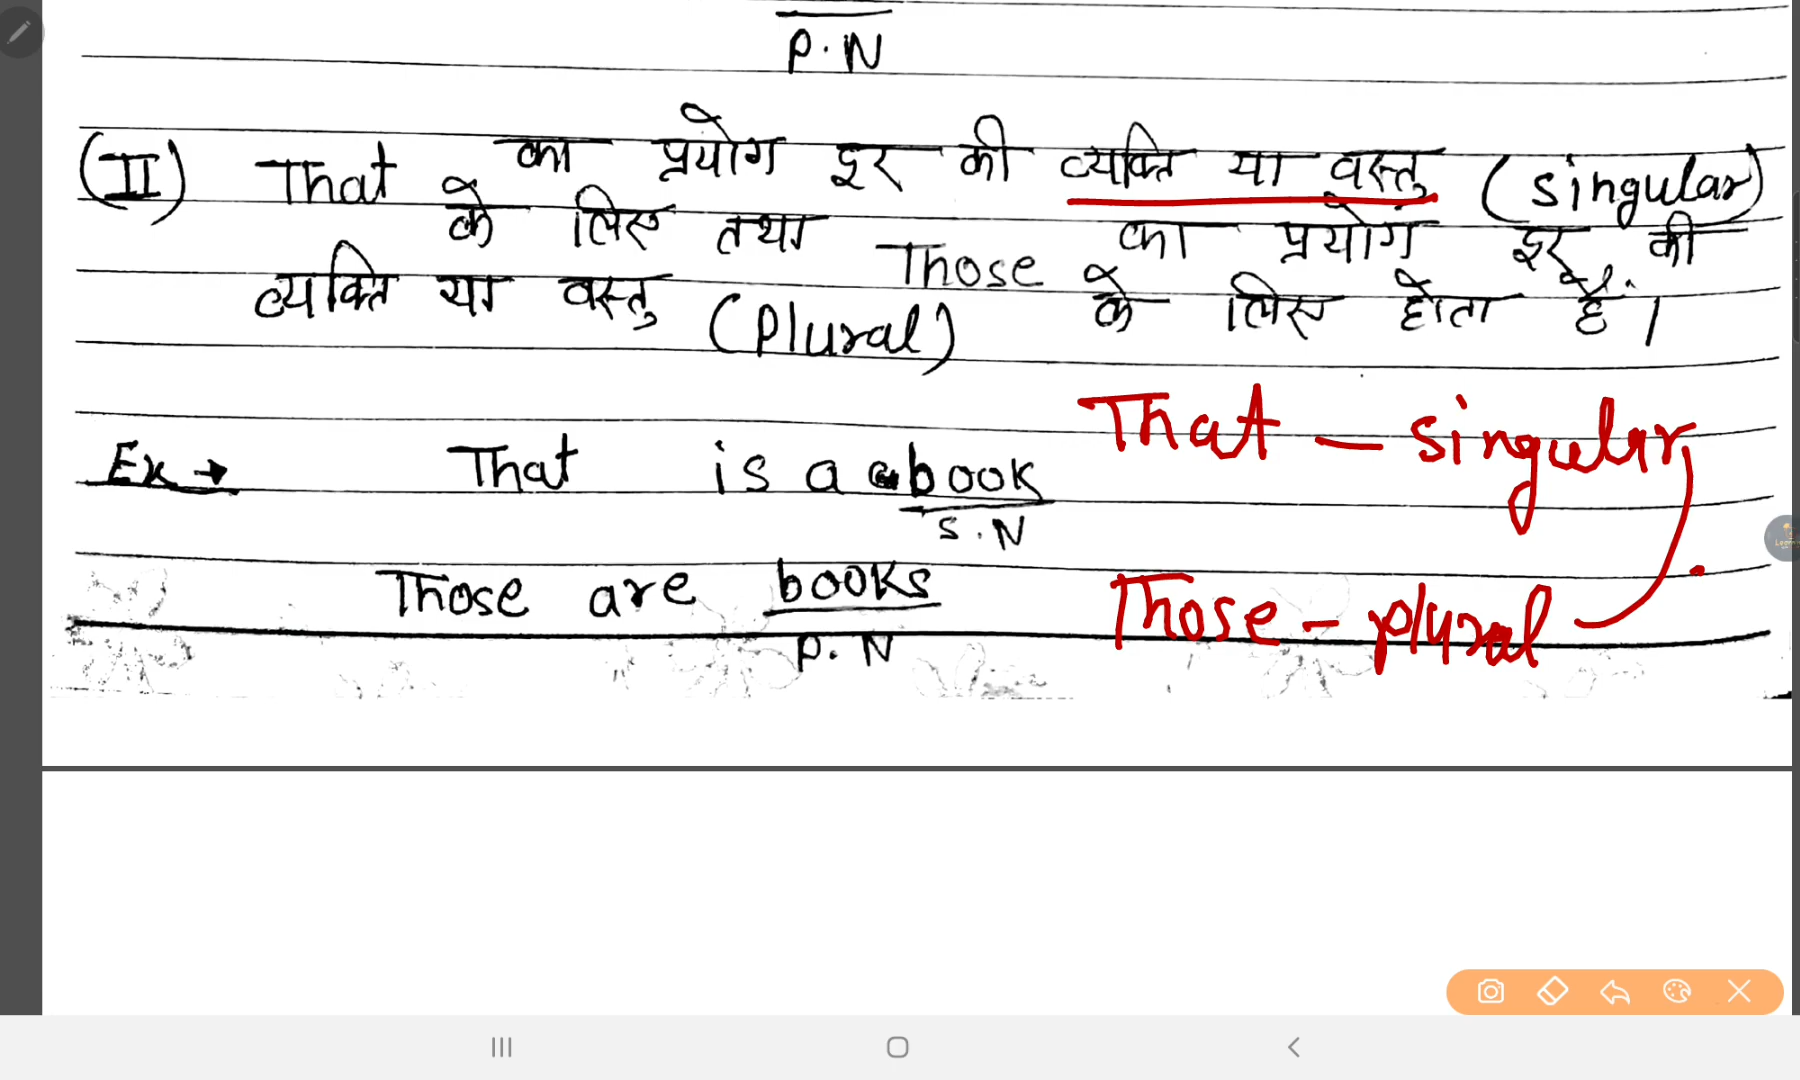 P.N
(II) That का प्रयोग दूर की व्यक्ति या वस्तु (singular)
के लिए तथा Those का प्रयोग दूर की
व्यक्ति या वस्तु (Plural) के लिए होता है।
That – singular
Ex → That is a book
S.N
Those are books
Those – plural
P.N